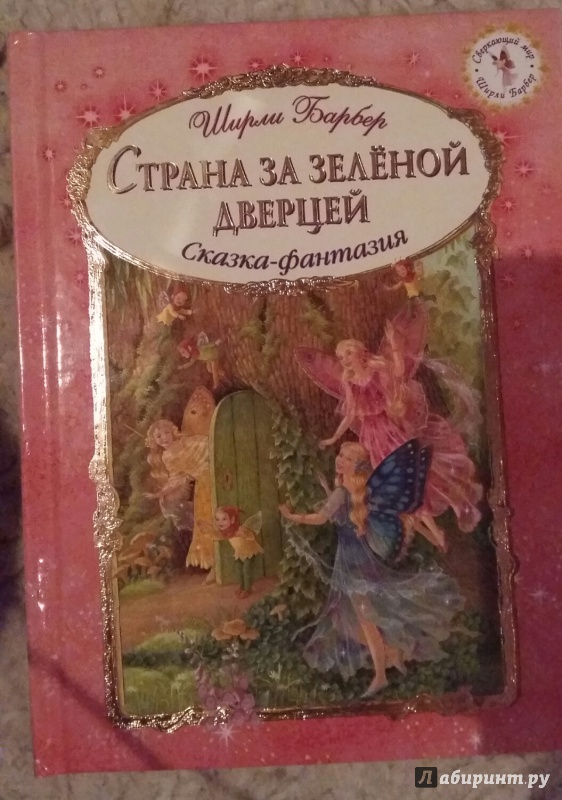 Сверкающий мир
Ширли Барбер
Ширли Барбер
СТРАНА ЗА ЗЕЛЁНОЙ
ДВЕРЦЕЙ
Сказка-фантазия
Лабиринт.ру